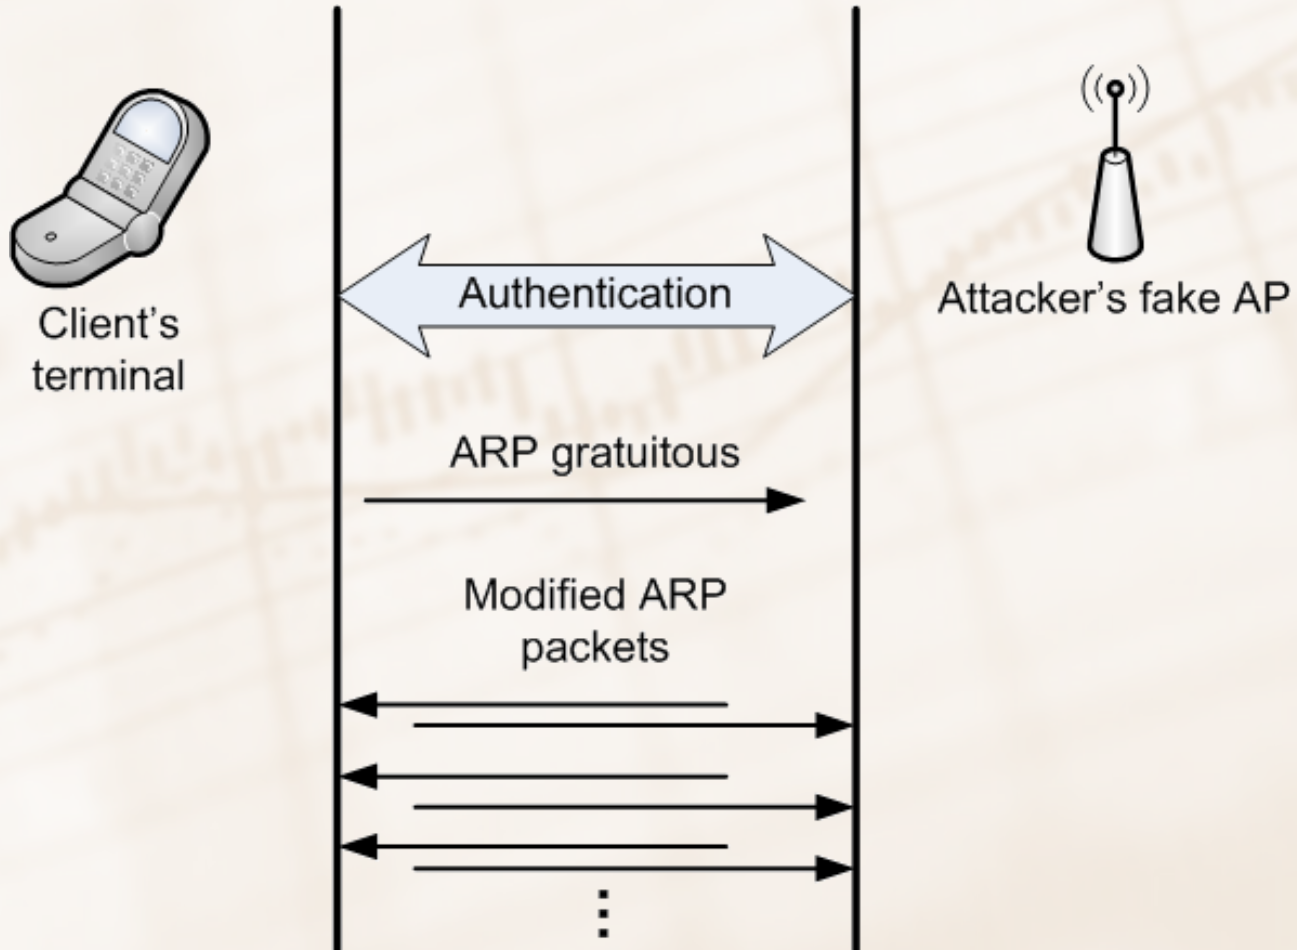 Client's
terminal
Authentication
Attacker's fake AP
ARP gratuitous
Modified ARP
packets